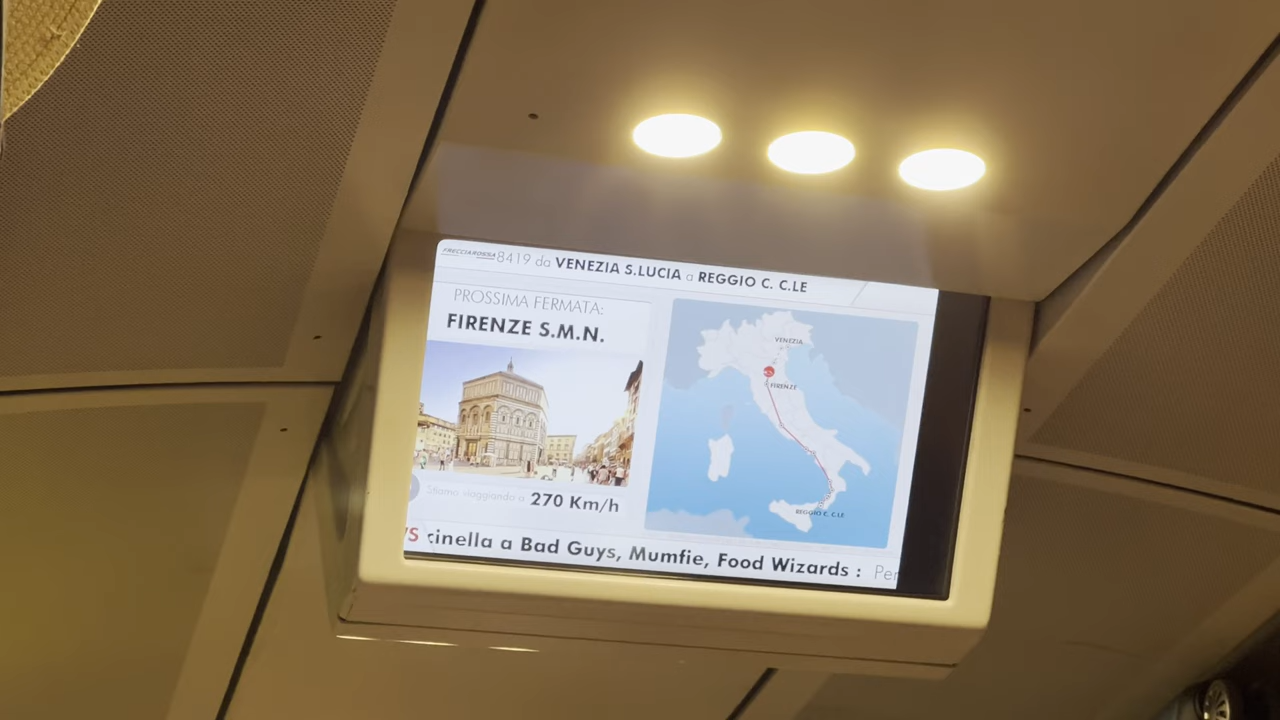 FRECCIAROSSA 8419 da VENEZIA S.LUCIA a REGGIO C. C.LE
PROSSIMA FERMATA:
FIRENZE S.M.N.
VENEZIA
FIRENZE
REGGIO C. C.LE
Stiamo viaggiando a 270 Km/h
/S cinella a Bad Guys, Mumfie, Food Wizards : Per